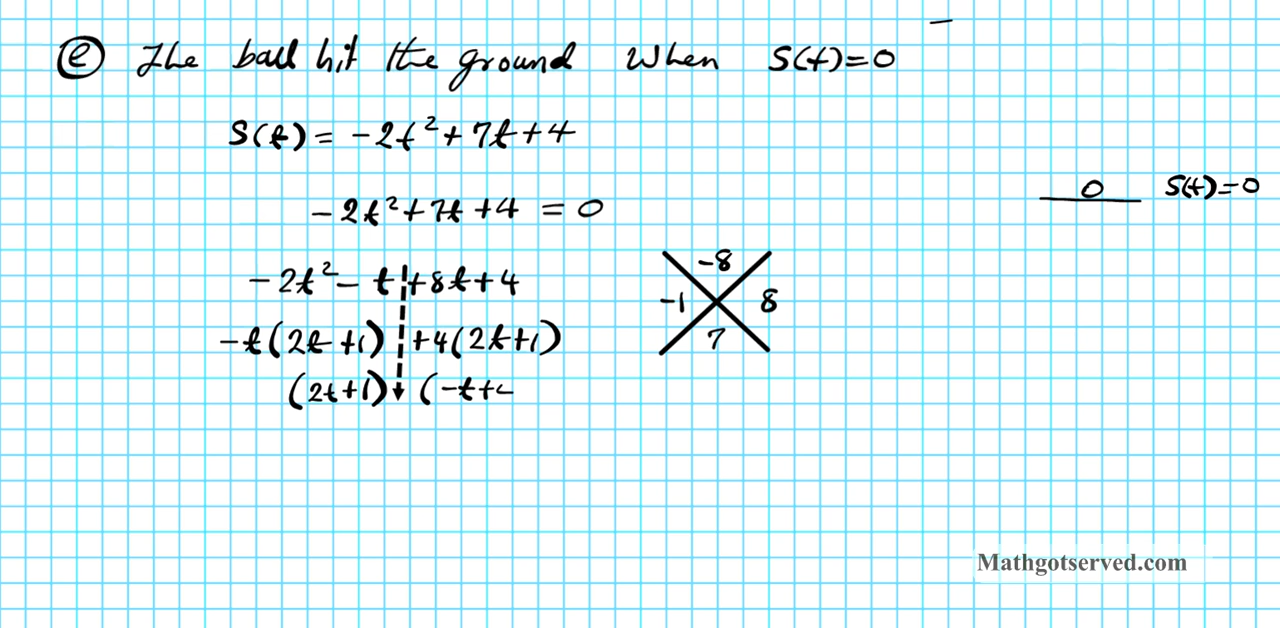 ⓔ The ball hit the ground when S(t)=0
S(t) = -2t²+7t+4
-2t²+7t+4 = 0
0 S(t)=0
-2t²-t+8t+4
-8
-1 8
7
-t(2t+1)+4(2t+1)
(2t+1)(-t+
Mathgotserved.com